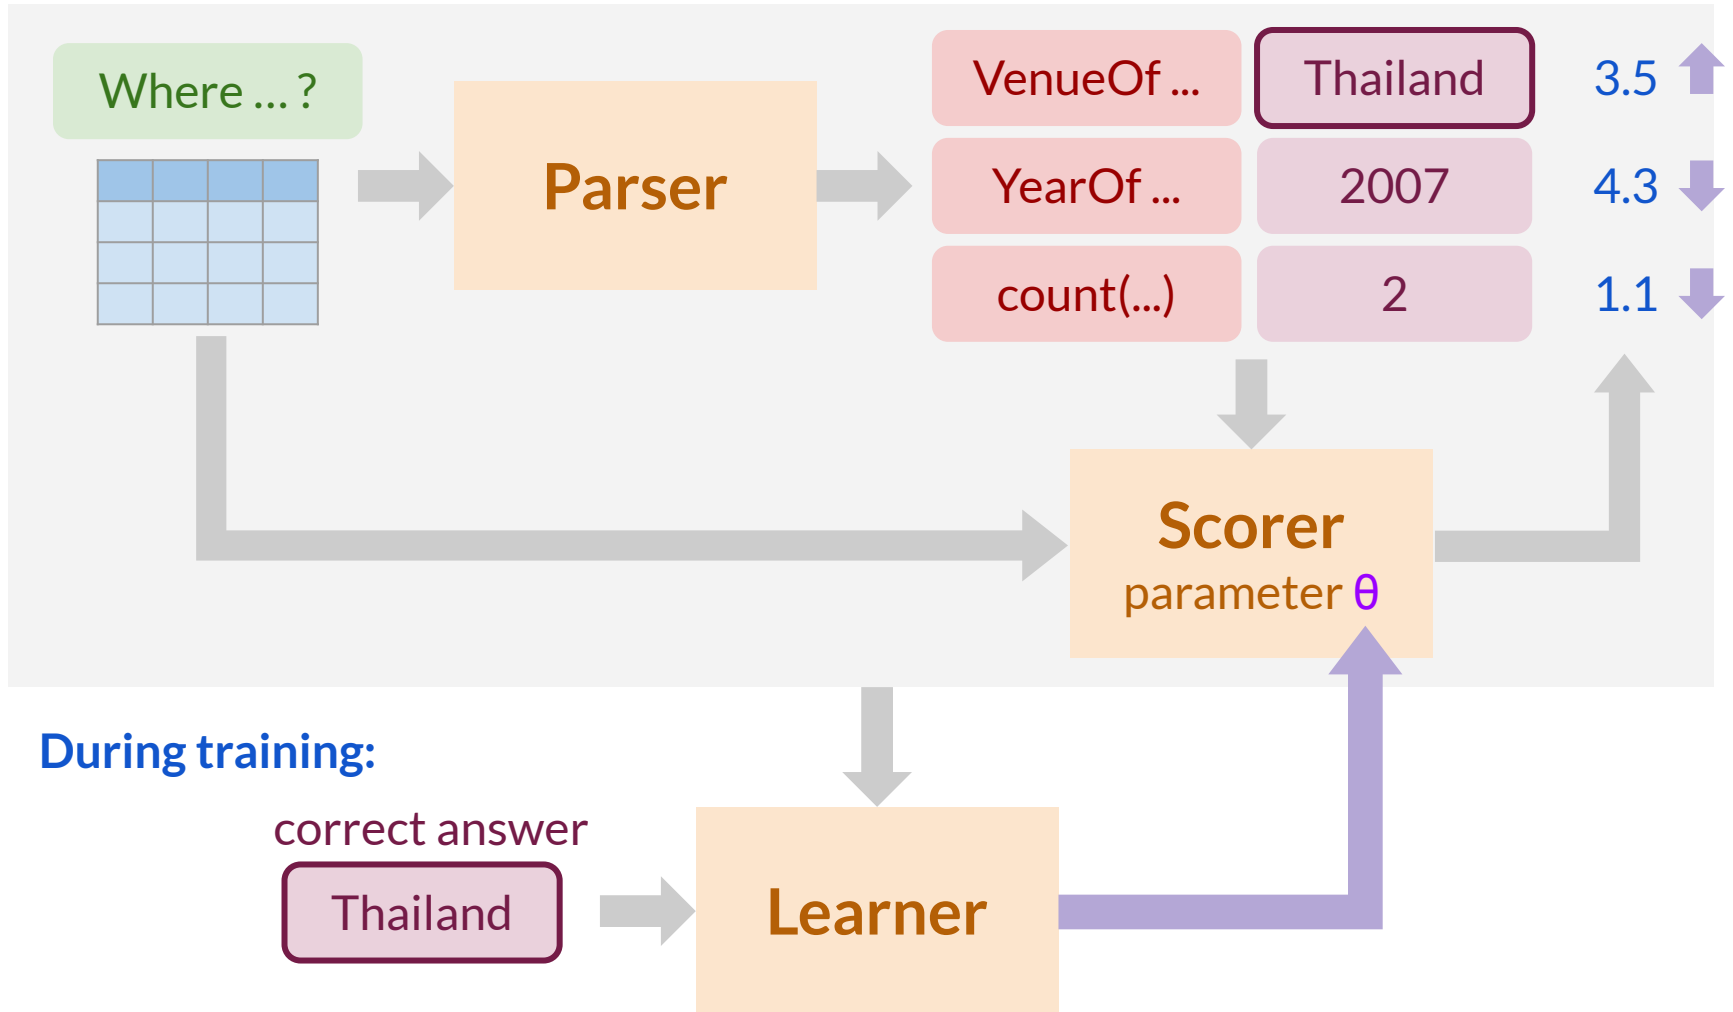 Where ... ?
Parser
VenueOf ... Thailand 3.5
YearOf ... 2007 4.3
count(...) 2 1.1
Scorer
parameter θ
During training:
correct answer
Thailand
Learner